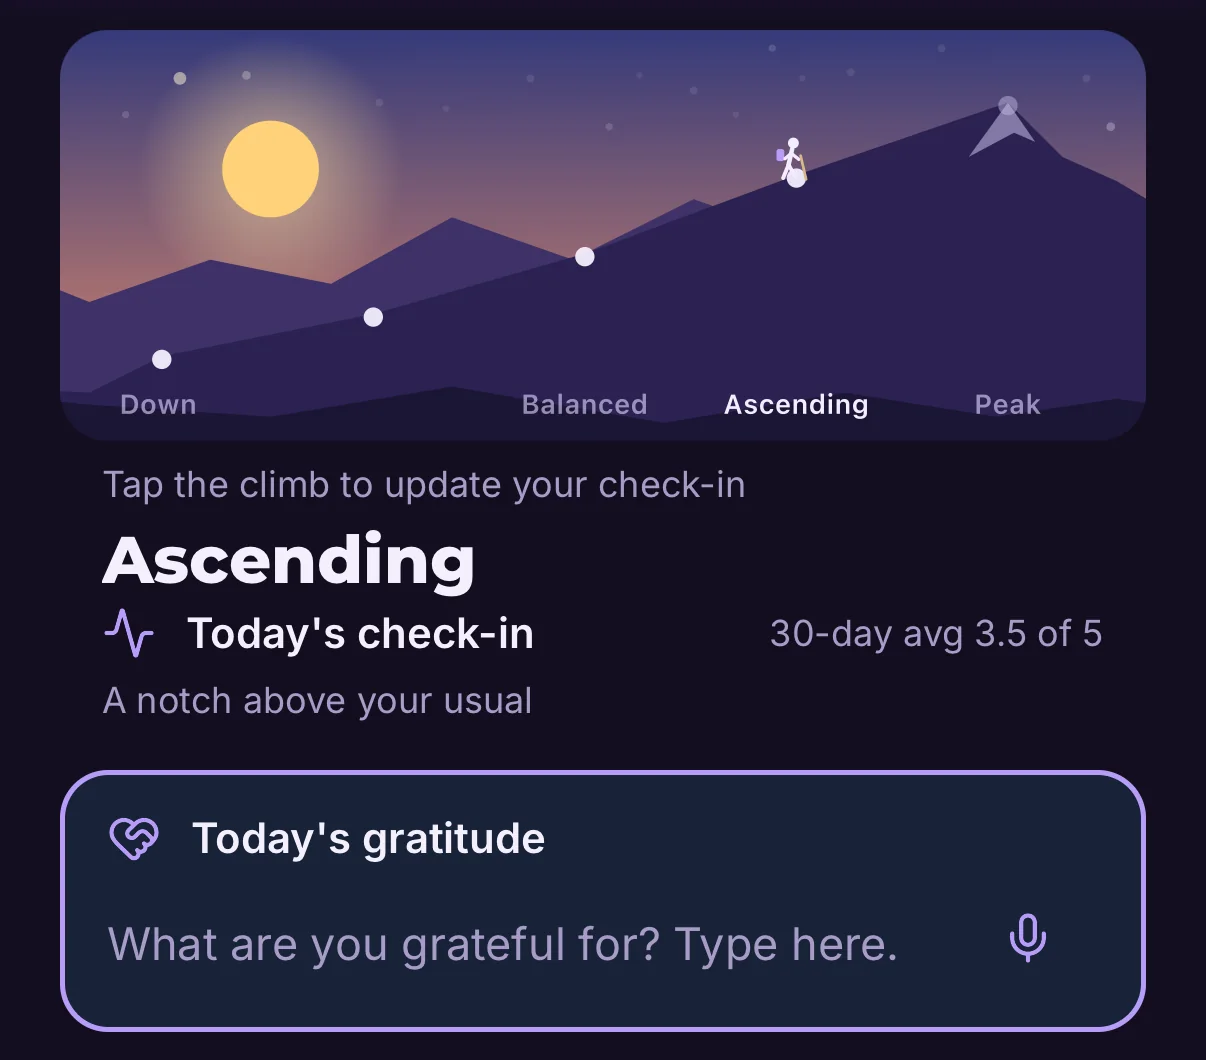 Down Balanced Ascending Peak
Tap the climb to update your check-in
Ascending
Today's check-in 30-day avg 3.5 of 5
A notch above your usual
Today's gratitude
What are you grateful for? Type here.